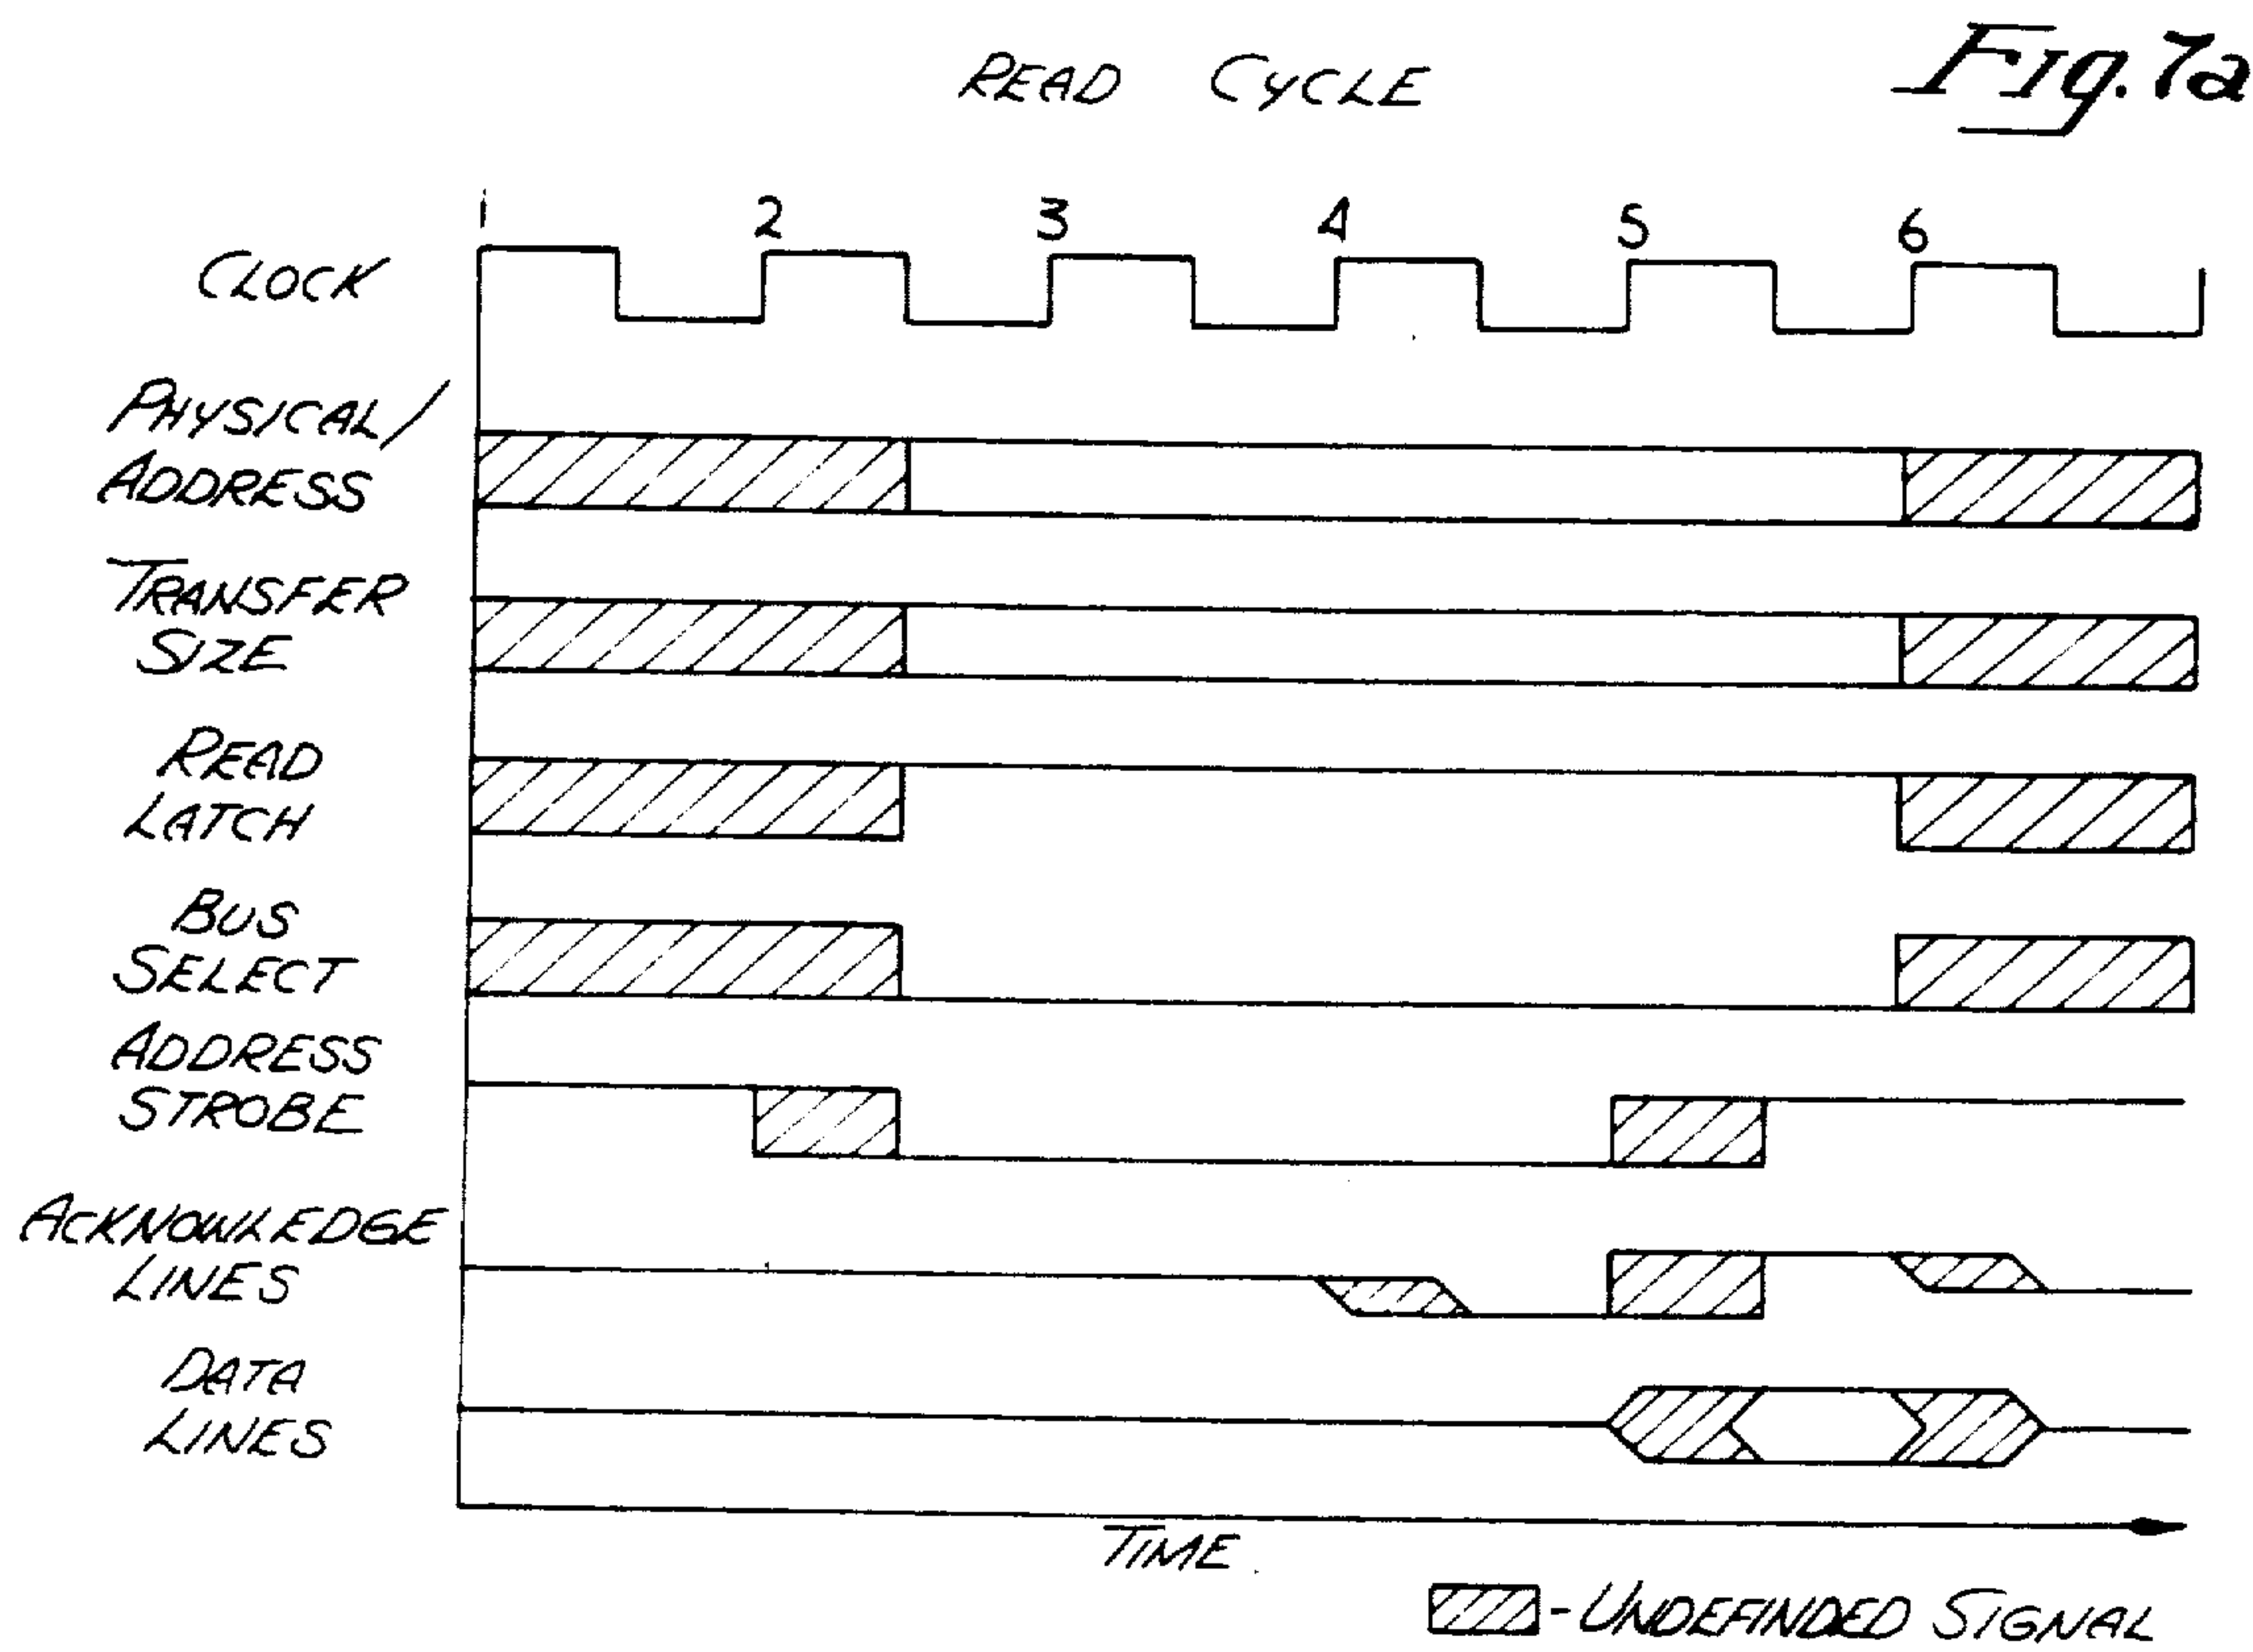 READ CYCLE
Fig. 7a
1 2 3 4 5 6
CLOCK
PHYSICAL/
ADDRESS
TRANSFER
SIZE
READ
LATCH
BUS
SELECT
ADDRESS
STROBE
ACKNOWLEDGE
LINES
DATA
LINES
TIME
- UNDEFINDED SIGNAL